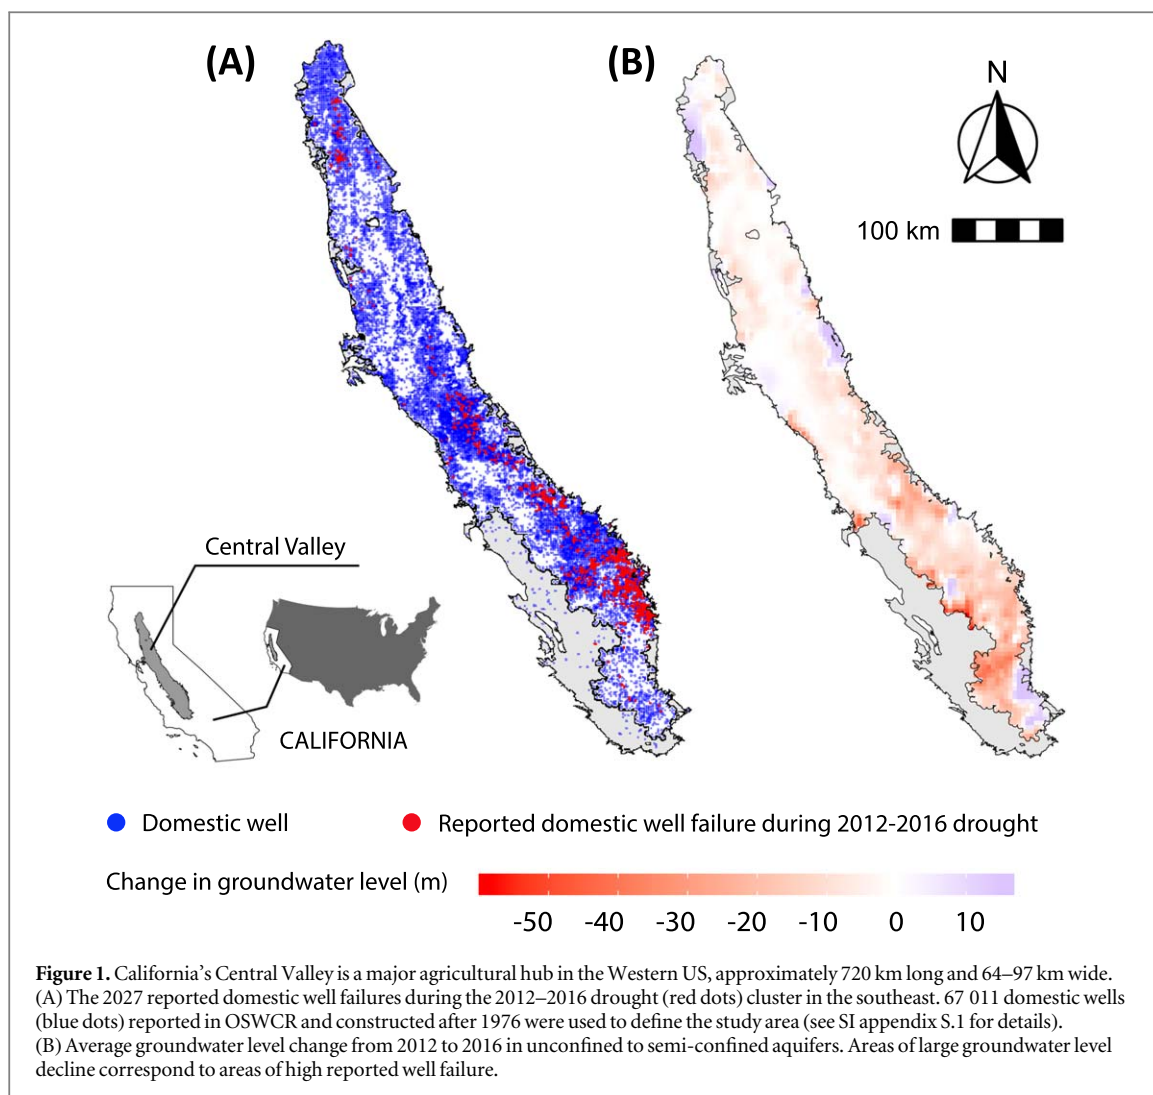 (A)
(B)
N
100 km
Central Valley
CALIFORNIA
Domestic well
Reported domestic well failure during 2012-2016 drought
Change in groundwater level (m)
-50 -40 -30 -20 -10 0 10
Figure 1. California’s Central Valley is a major agricultural hub in the Western US, approximately 720 km long and 64–97 km wide.
(A) The 2027 reported domestic well failures during the 2012–2016 drought (red dots) cluster in the southeast. 67 011 domestic wells
(blue dots) reported in OSWCR and constructed after 1976 were used to define the study area (see SI appendix S.1 for details).
(B) Average groundwater level change from 2012 to 2016 in unconfined to semi-confined aquifers. Areas of large groundwater level
decline correspond to areas of high reported well failure.